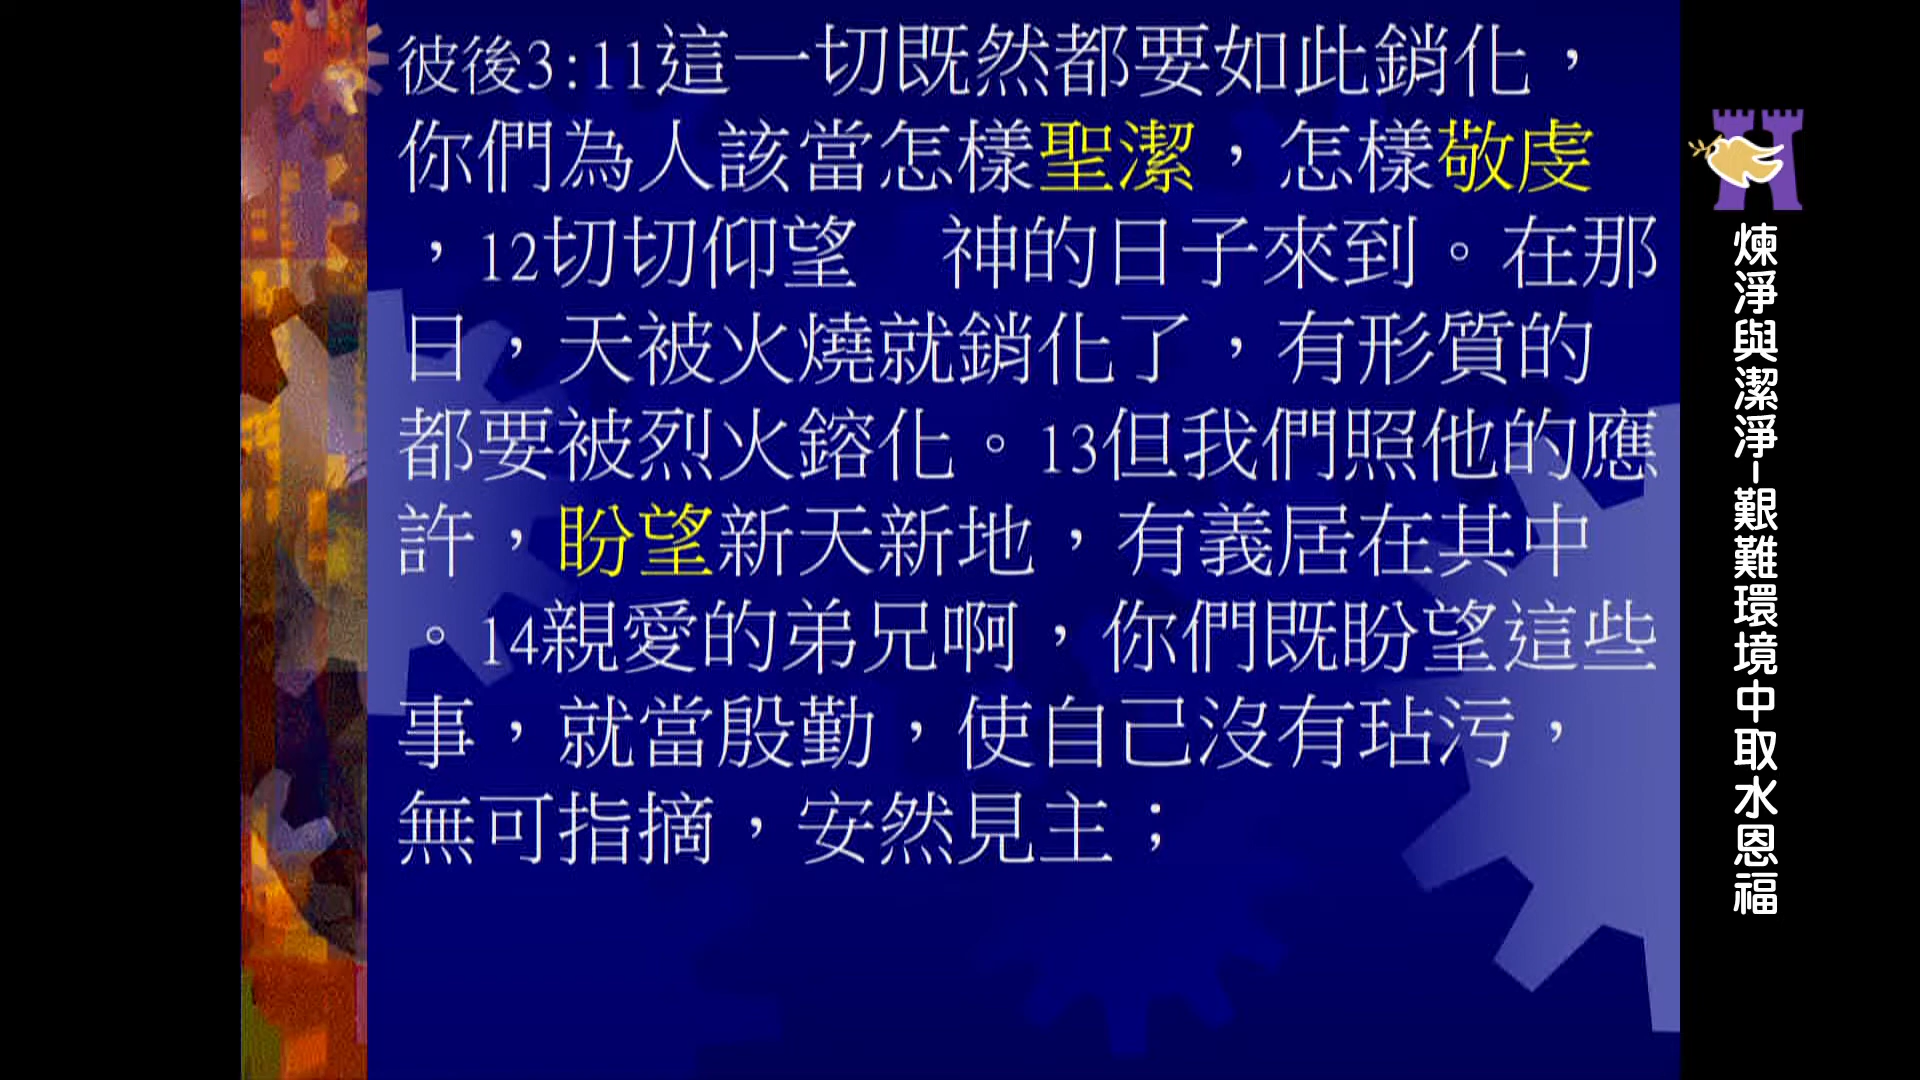 彼後3:11這一切既然都要如此銷化，
你們為人該當怎樣聖潔，怎樣敬虔
，12切切仰望　神的日子來到。在那
日，天被火燒就銷化了，有形質的
都要被烈火鎔化。13但我們照他的應
許，盼望新天新地，有義居在其中
。14親愛的弟兄啊，你們既盼望這些
事，就當殷勤，使自己沒有玷污，
無可指摘，安然見主；
煉淨與潔淨-艱難環境中取水恩福